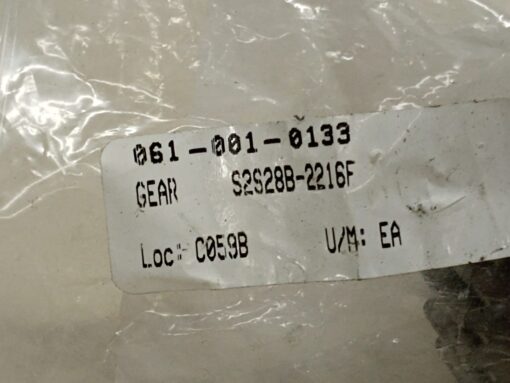 061-001-0133
GEAR S2S28B-2216F
Loc: C059B U/M: EA